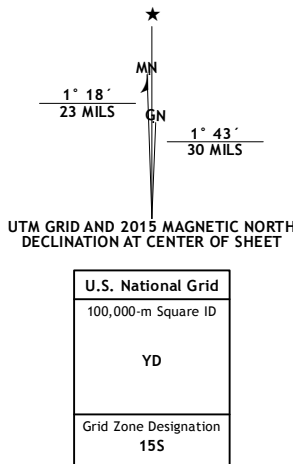 MN
1° 18´
23 MILS
GN
1° 43´
30 MILS
UTM GRID AND 2015 MAGNETIC NORTH
DECLINATION AT CENTER OF SHEET
U.S. National Grid
100,000-m Square ID
YD
Grid Zone Designation
15S